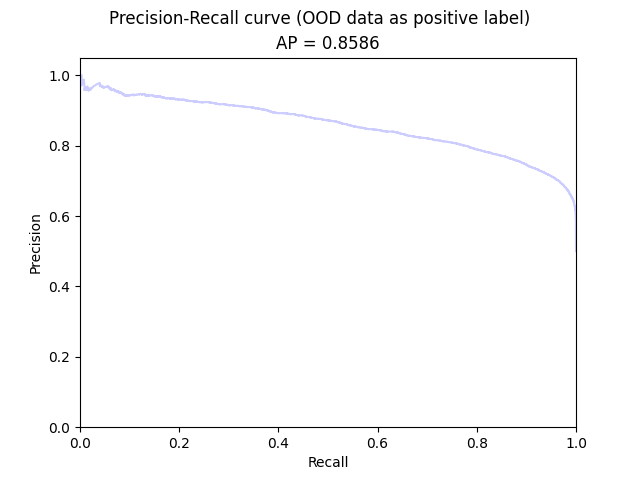 Precision-Recall curve (OOD data as positive label)
AP = 0.8586
1.0
0.8
0.6
0.4
0.2
0.0
Precision
0.0 0.2 0.4 0.6 0.8 1.0
Recall